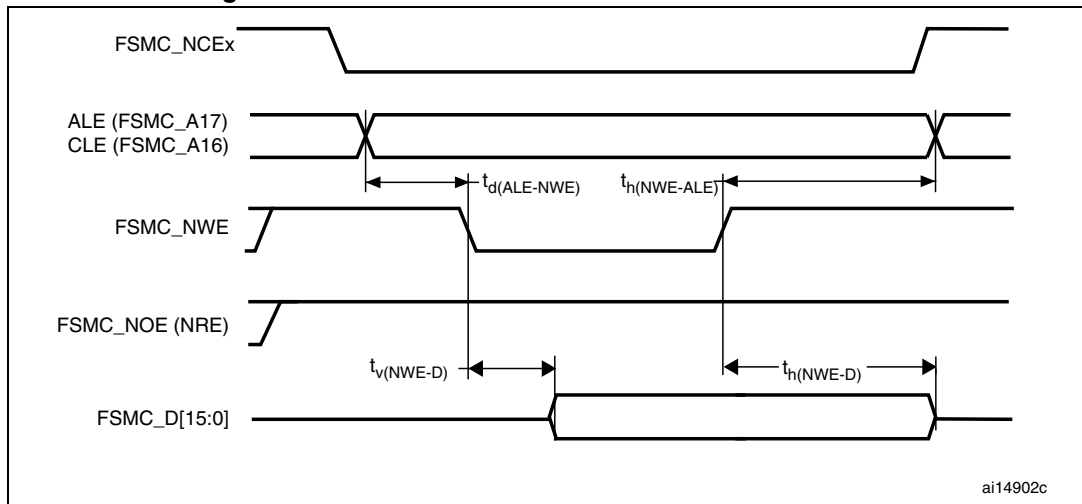 FSMC_NCEx
ALE (FSMC_A17)
CLE (FSMC_A16)
td(ALE-NWE)
th(NWE-ALE)
FSMC_NWE
FSMC_NOE (NRE)
tv(NWE-D)
th(NWE-D)
FSMC_D[15:0]
ai14902c